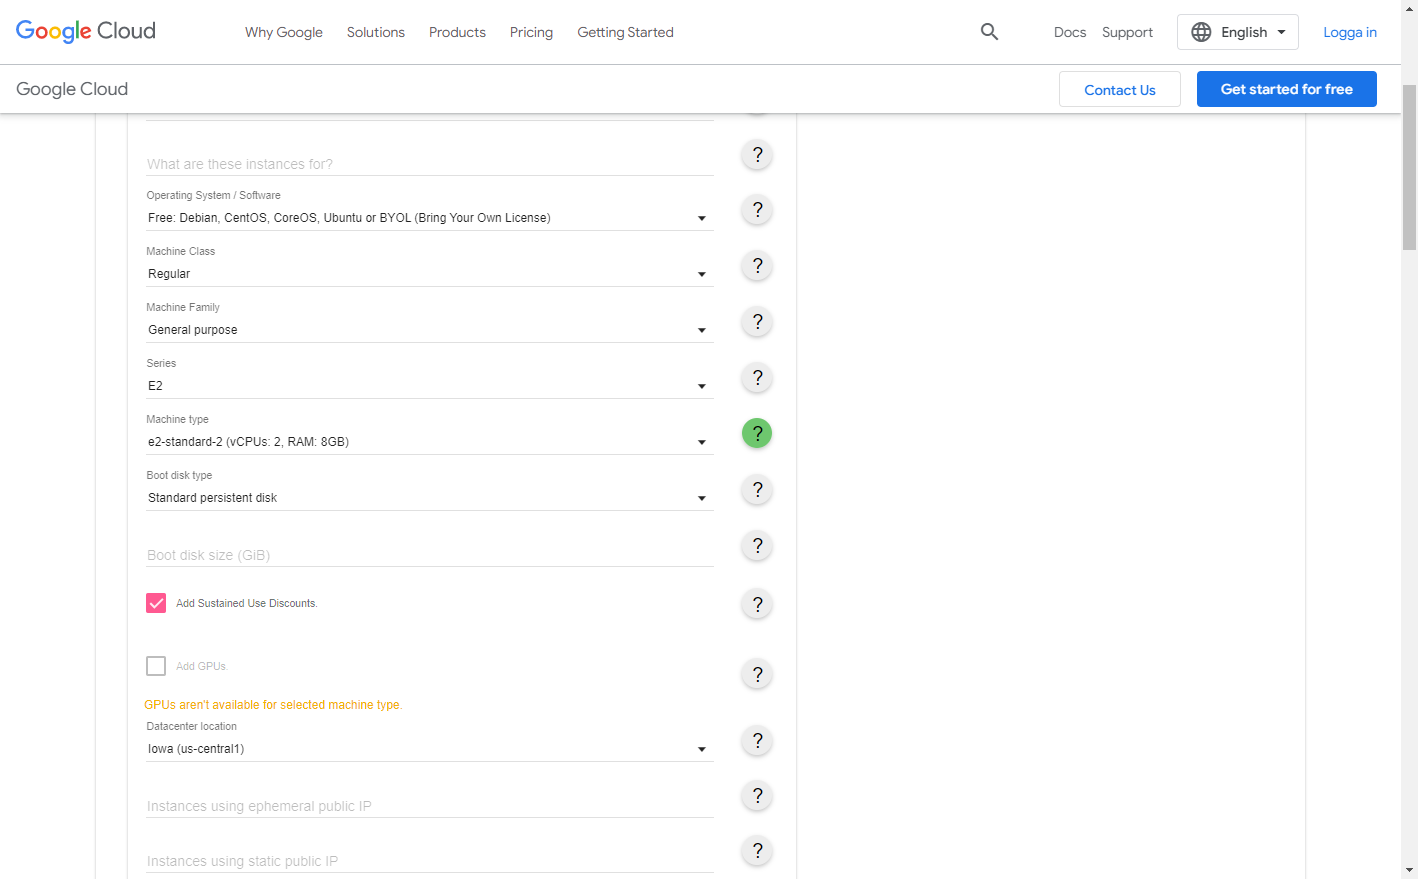 Google Cloud Why Google Solutions Products Pricing Getting Started Docs Support English Logga in
Google Cloud Contact Us Get started for free
What are these instances for? ?
Operating System / Software
Free: Debian, CentOS, CoreOS, Ubuntu or BYOL (Bring Your Own License) ?
Machine Class
Regular ?
Machine Family
General purpose ?
Series
E2 ?
Machine type
e2-standard-2 (vCPUs: 2, RAM: 8GB) ?
Boot disk type
Standard persistent disk ?
Boot disk size (GiB) ?
Add Sustained Use Discounts. ?
Add GPUs. ?
GPUs aren't available for selected machine type.
Datacenter location
Iowa (us-central1) ?
Instances using ephemeral public IP ?
Instances using static public IP ?